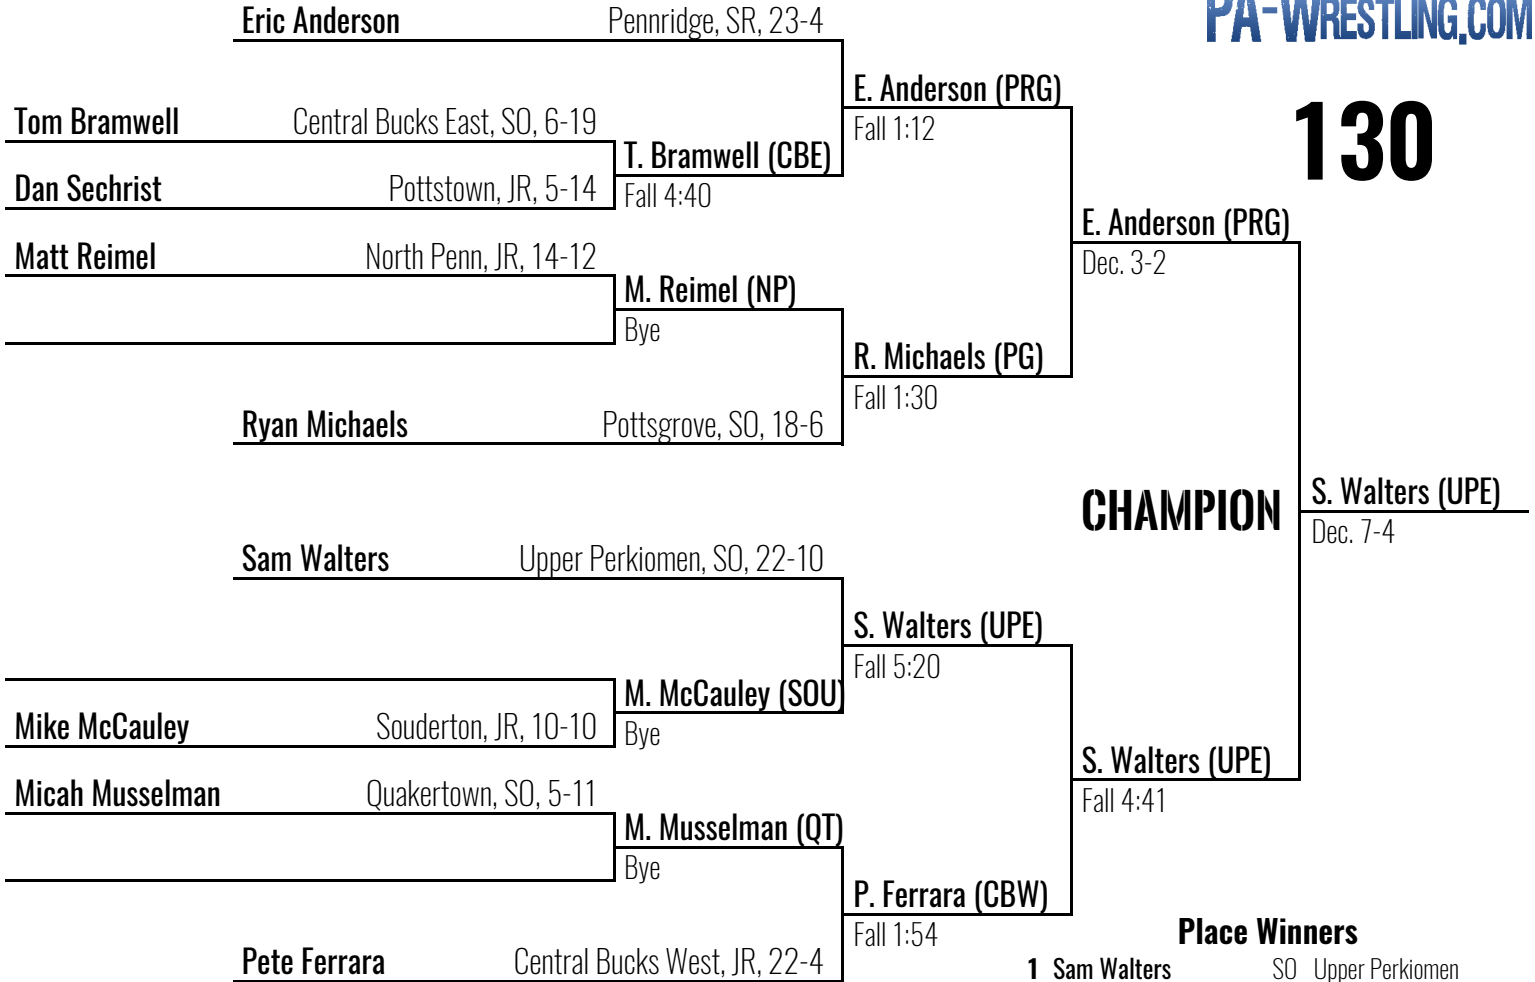 PA-WRESTLING.COM
130
Eric Anderson Pennridge, SR, 23-4
E. Anderson (PRG)
Fall 1:12
Tom Bramwell Central Bucks East, SO, 6-19
T. Bramwell (CBE)
Fall 4:40
Dan Sechrist Pottstown, JR, 5-14
E. Anderson (PRG)
Dec. 3-2
Matt Reimel North Penn, JR, 14-12
M. Reimel (NP)
Bye
R. Michaels (PG)
Fall 1:30
Ryan Michaels Pottsgrove, SO, 18-6
CHAMPION
S. Walters (UPE)
Dec. 7-4
Sam Walters Upper Perkiomen, SO, 22-10
S. Walters (UPE)
Fall 5:20
M. McCauley (SOU)
Bye
Mike McCauley Souderton, JR, 10-10
S. Walters (UPE)
Fall 4:41
Micah Musselman Quakertown, SO, 5-11
M. Musselman (QT)
Bye
P. Ferrara (CBW)
Fall 1:54
Pete Ferrara Central Bucks West, JR, 22-4
Place Winners
1 Sam Walters SO Upper Perkiomen